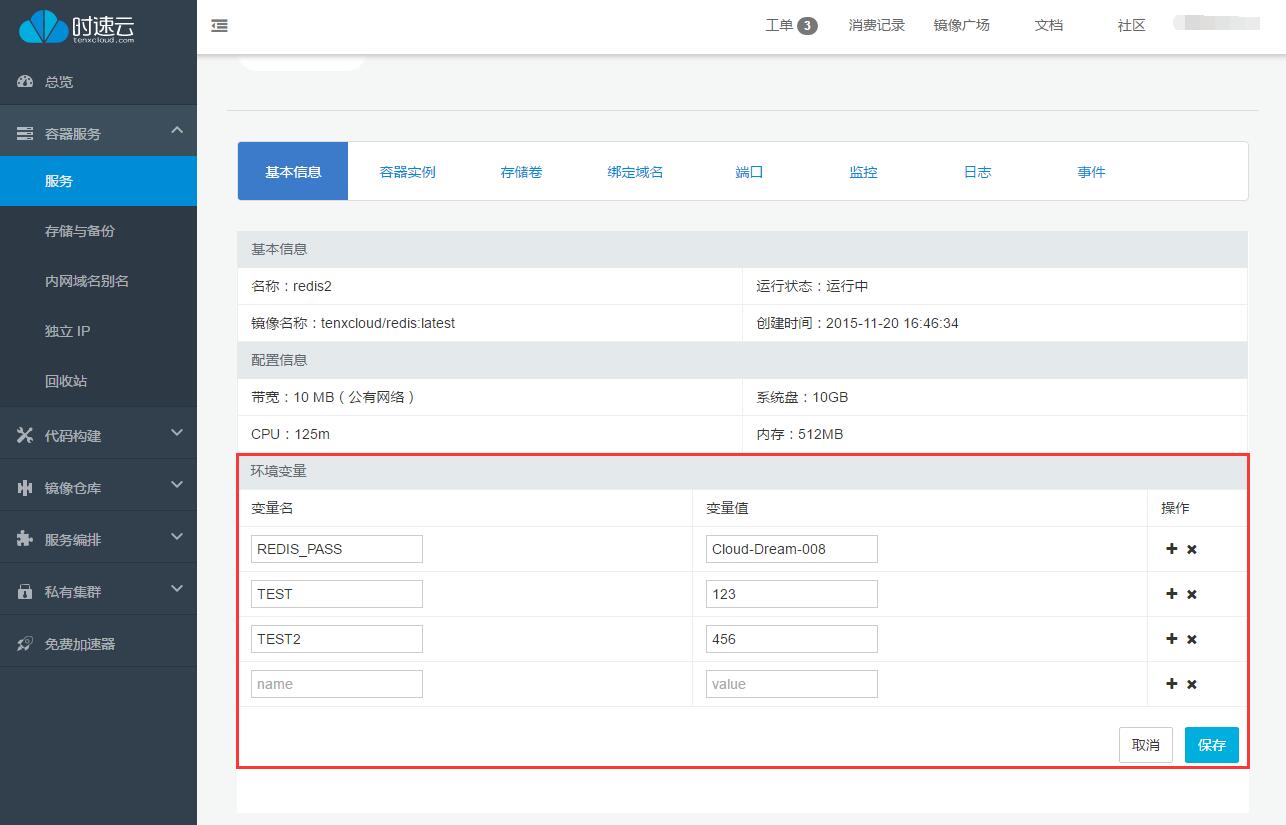 时速云
tenxcloud.com
工单 3 消费记录 镜像广场 文档 社区
总览
容器服务
服务
存储与备份
内网域名别名
独立 IP
回收站
代码构建
镜像仓库
服务编排
私有集群
免费加速器
基本信息 容器实例 存储卷 绑定域名 端口 监控 日志 事件
基本信息
名称：redis2 运行状态：运行中
镜像名称：tenxcloud/redis:latest 创建时间：2015-11-20 16:46:34
配置信息
带宽：10 MB（公有网络） 系统盘：10GB
CPU：125m 内存：512MB
环境变量
变量名 变量值 操作
REDIS_PASS Cloud-Dream-008
TEST 123
TEST2 456
name value
取消 保存